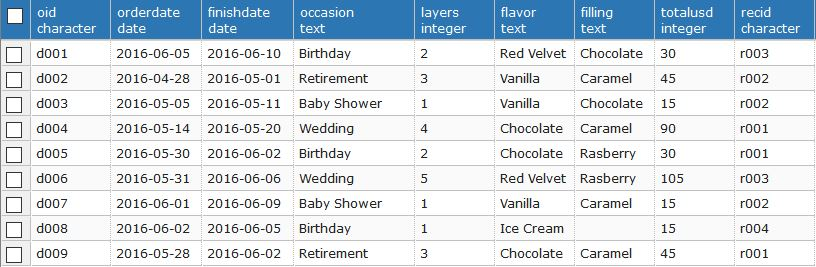 oid orderdate finishdate occasion layers flavor filling totalusd recid
character date date text integer text text integer character
d001 2016-06-05 2016-06-10 Birthday 2 Red Velvet Chocolate 30 r003
d002 2016-04-28 2016-05-01 Retirement 3 Vanilla Caramel 45 r002
d003 2016-05-05 2016-05-11 Baby Shower 1 Vanilla Chocolate 15 r002
d004 2016-05-14 2016-05-20 Wedding 4 Chocolate Caramel 90 r001
d005 2016-05-30 2016-06-02 Birthday 2 Chocolate Rasberry 30 r001
d006 2016-05-31 2016-06-06 Wedding 5 Red Velvet Rasberry 105 r003
d007 2016-06-01 2016-06-09 Baby Shower 1 Vanilla Caramel 15 r002
d008 2016-06-02 2016-06-05 Birthday 1 Ice Cream 15 r004
d009 2016-05-28 2016-06-02 Retirement 3 Chocolate Caramel 45 r001